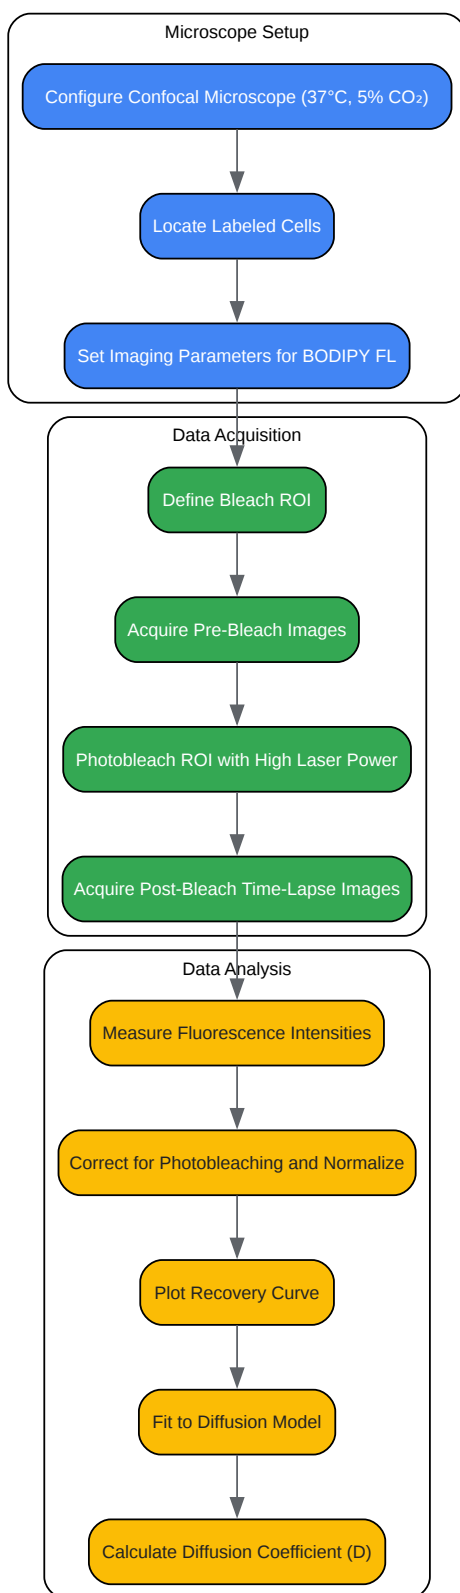 Microscope Setup
Configure Confocal Microscope (37°C, 5% CO₂)
Locate Labeled Cells
Set Imaging Parameters for BODIPY FL
Data Acquisition
Define Bleach ROI
Acquire Pre-Bleach Images
Photobleach ROI with High Laser Power
Acquire Post-Bleach Time-Lapse Images
Data Analysis
Measure Fluorescence Intensities
Correct for Photobleaching and Normalize
Plot Recovery Curve
Fit to Diffusion Model
Calculate Diffusion Coefficient (D)